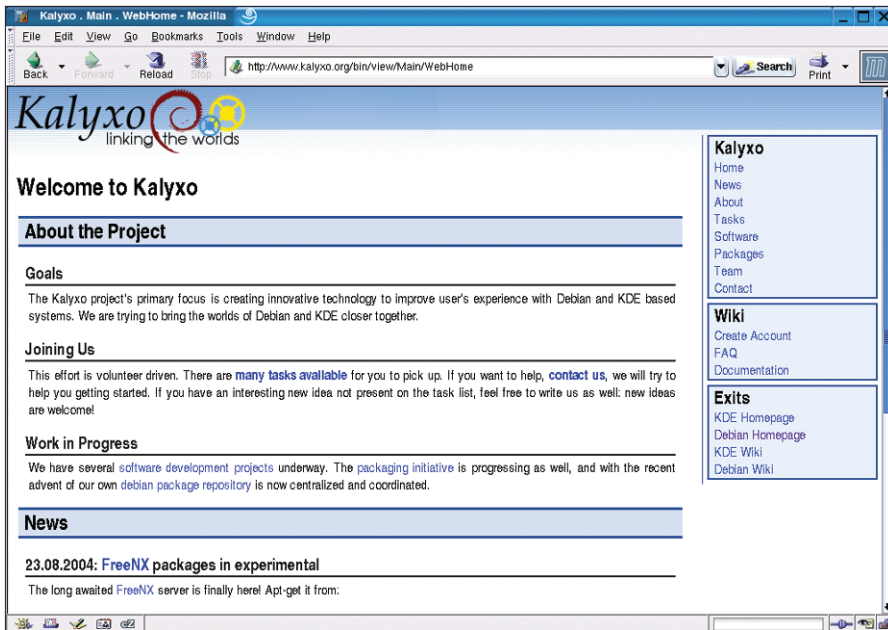 Kalyxo . Main . WebHome - Mozilla
File Edit View Go Bookmarks Tools Window Help
Back Forward Reload Stop http://www.kalyxo.org/bin/view/Main/WebHome Search Print
Kalyxo
linking the worlds
Welcome to Kalyxo
About the Project
Goals
The Kalyxo project's primary focus is creating innovative technology to improve user's experience with Debian and KDE based
systems. We are trying to bring the worlds of Debian and KDE closer together.
Joining Us
This effort is volunteer driven. There are many tasks available for you to pick up. If you want to help, contact us, we will try to
help you getting started. If you have an interesting new idea not present on the task list, feel free to write us as well: new ideas
are welcome!
Work in Progress
We have several software development projects underway. The packaging initiative is progressing as well, and with the recent
advent of our own debian package repository is now centralized and coordinated.
News
23.08.2004: FreeNX packages in experimental
The long awaited FreeNX server is finally here! Apt-get it from:
Kalyxo
Home
News
About
Tasks
Software
Packages
Team
Contact
Wiki
Create Account
FAQ
Documentation
Exits
KDE Homepage
Debian Homepage
KDE Wiki
Debian Wiki